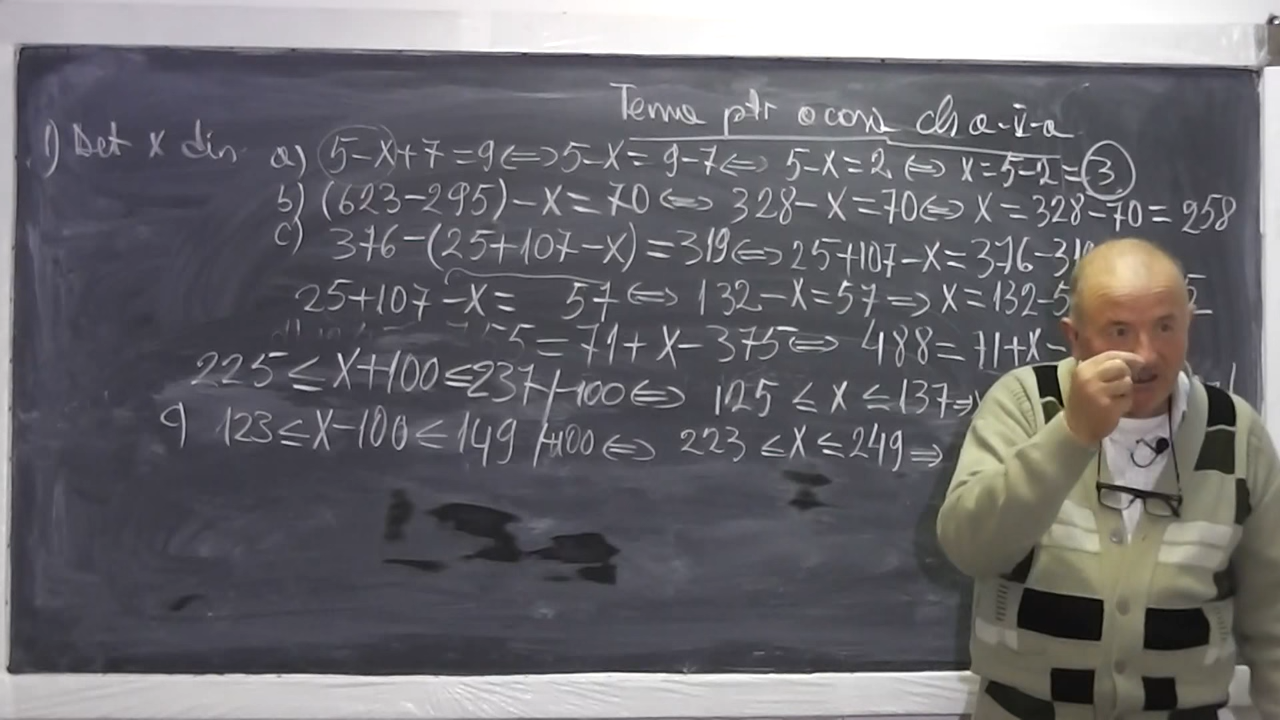 Tema ptr acasă cls a-V-a
1) Det x din a) (5-x)+7=9 ⇔ 5-x=9-7 ⇔ 5-x=2 ⇔ x=5-2=3
b) (623-295)-x=70 ⇔ 328-x=70 ⇔ x=328-70=258
c) 376-(25+107-x)=319 ⇔ 25+107-x=376-31
25+107-x= 57 ⇔ 132-x=57 ⇒ x=132-5
5=71+x-375 ⇔ 488=71+x-
225≤x+100≤237/-100 ⇔ 125≤x≤137 ⇒
123≤x-100≤149 /+100 ⇔ 223≤x≤249 ⇒